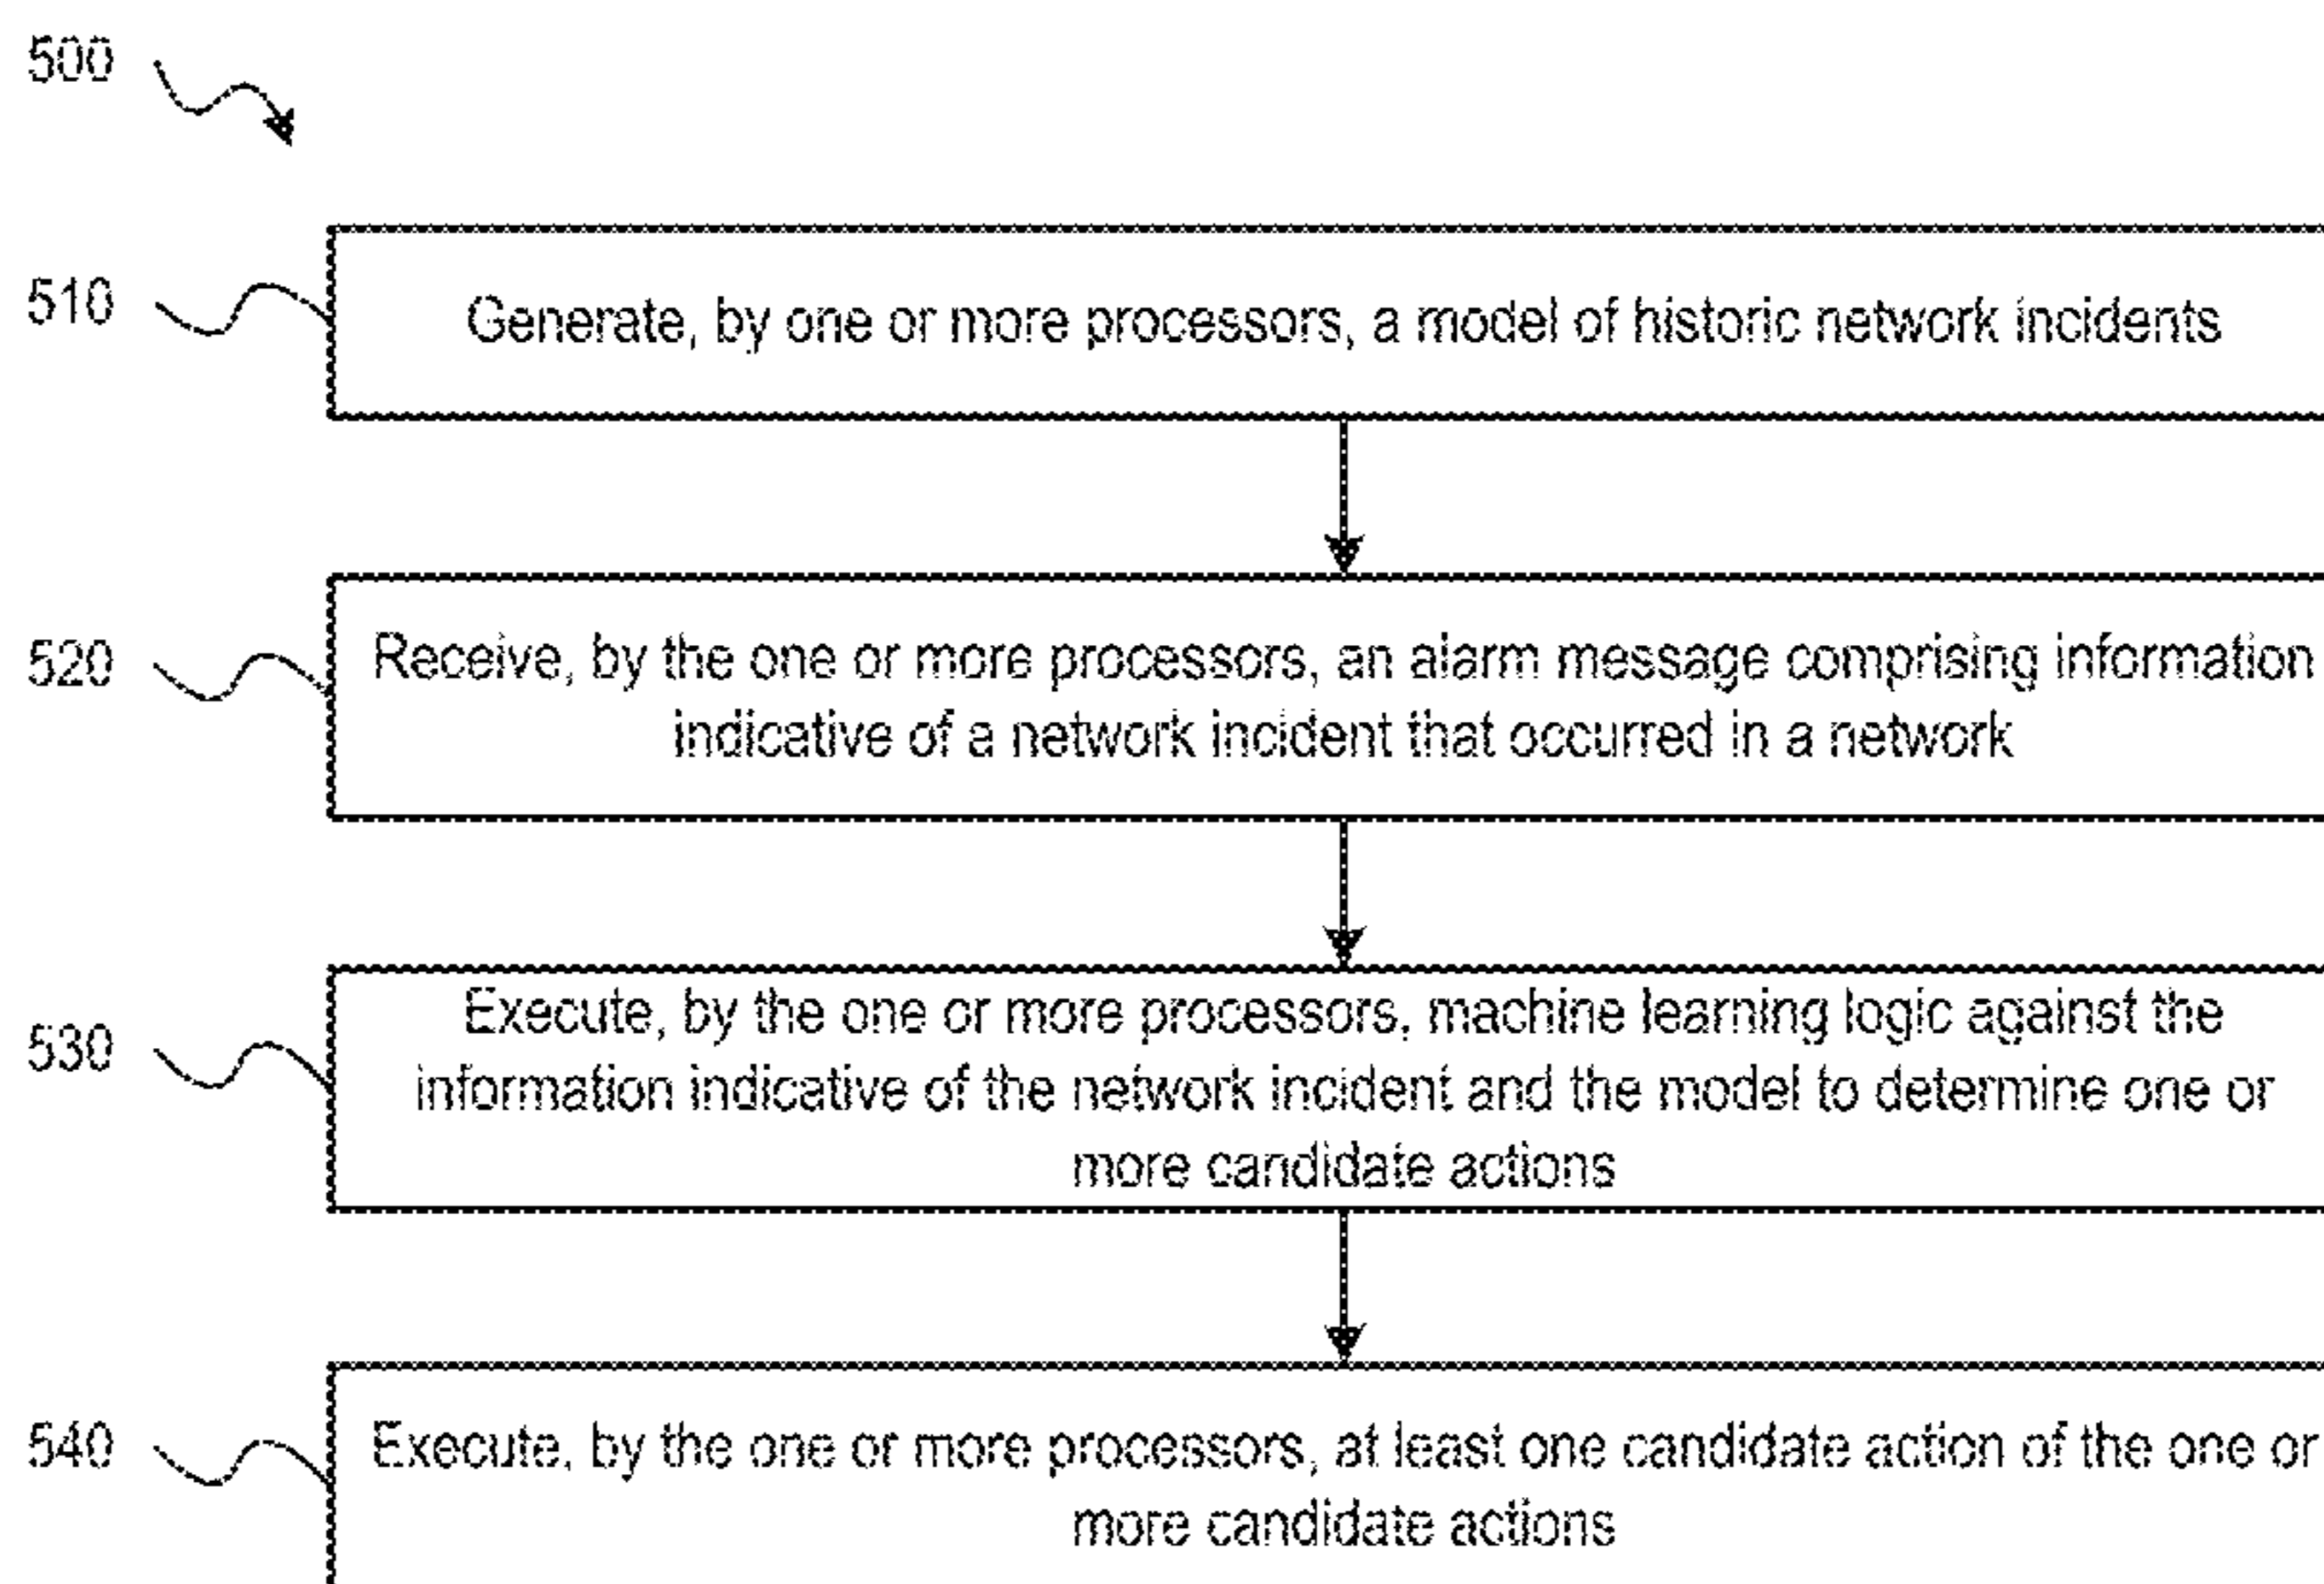 500
510
Generate, by one or more processors, a model of historic network incidents
520
Receive, by the one or more processors, an alarm message comprising information
indicative of a network incident that occurred in a network
530
Execute, by the one or more processors, machine learning logic against the
information indicative of the network incident and the model to determine one or
more candidate actions
540
Execute, by the one or more processors, at least one candidate action of the one or
more candidate actions